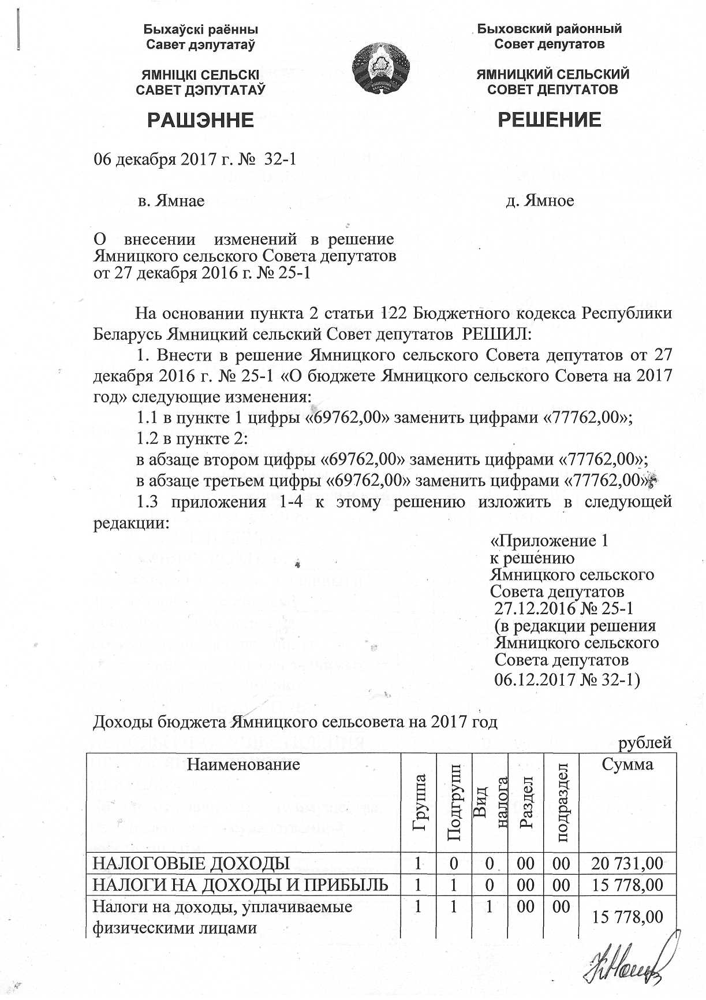 Быхаўскі раённы
Савет дэпутатаў
ЯМНІЦКІ СЕЛЬСКІ
САВЕТ ДЭПУТАТАЎ
РАШЭННЕ
Быховский районный
Совет депутатов
ЯМНИЦКИЙ СЕЛЬСКИЙ
СОВЕТ ДЕПУТАТОВ
РЕШЕНИЕ
06 декабря 2017 г. № 32-1
в. Ямнае
д. Ямное
О внесении изменений в решение
Ямницкого сельского Совета депутатов
от 27 декабря 2016 г. № 25-1
На основании пункта 2 статьи 122 Бюджетного кодекса Республики
Беларусь Ямницкий сельский Совет депутатов РЕШИЛ:
1. Внести в решение Ямницкого сельского Совета депутатов от 27
декабря 2016 г. № 25-1 «О бюджете Ямницкого сельского Совета на 2017
год» следующие изменения:
1.1 в пункте 1 цифры «69762,00» заменить цифрами «77762,00»;
1.2 в пункте 2:
в абзаце втором цифры «69762,00» заменить цифрами «77762,00»;
в абзаце третьем цифры «69762,00» заменить цифрами «77762,00»;
1.3 приложения 1-4 к этому решению изложить в следующей
редакции:
«Приложение 1
к решению
Ямницкого сельского
Совета депутатов
27.12.2016 № 25-1
(в редакции решения
Ямницкого сельского
Совета депутатов
06.12.2017 № 32-1)
Доходы бюджета Ямницкого сельсовета на 2017 год
рублей
Наименование Группа Подгрупп Вид налога Раздел подраздел Сумма
НАЛОГОВЫЕ ДОХОДЫ 1 0 0 00 00 20 731,00
НАЛОГИ НА ДОХОДЫ И ПРИБЫЛЬ 1 1 0 00 00 15 778,00
Налоги на доходы, уплачиваемые 1 1 1 00 00 15 778,00
физическими лицами